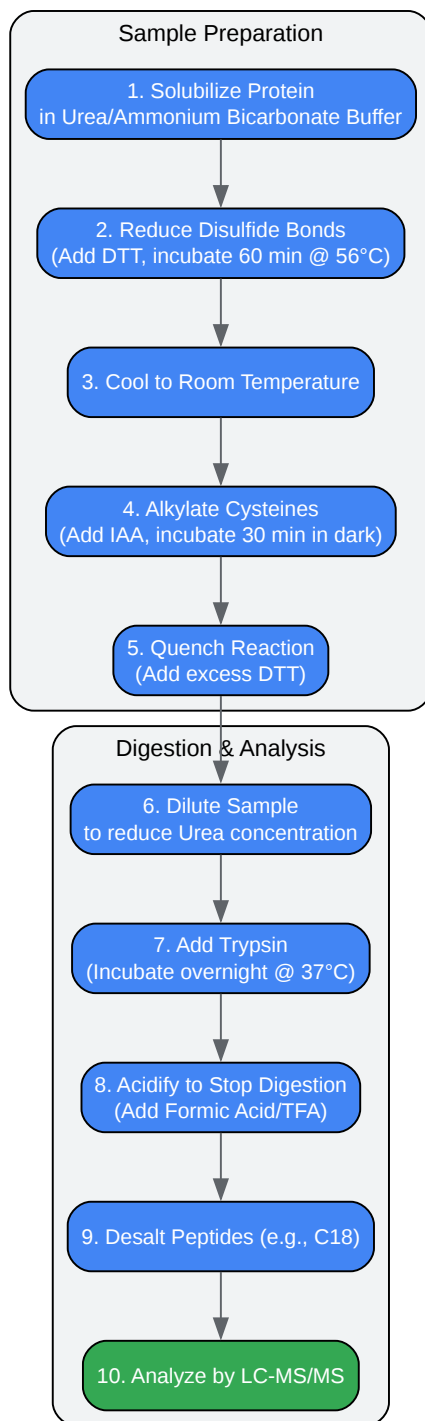 Sample Preparation
1. Solubilize Protein
in Urea/Ammonium Bicarbonate Buffer
2. Reduce Disulfide Bonds
(Add DTT, incubate 60 min @ 56°C)
3. Cool to Room Temperature
4. Alkylate Cysteines
(Add IAA, incubate 30 min in dark)
5. Quench Reaction
(Add excess DTT)
Digestion & Analysis
6. Dilute Sample
to reduce Urea concentration
7. Add Trypsin
(Incubate overnight @ 37°C)
8. Acidify to Stop Digestion
(Add Formic Acid/TFA)
9. Desalt Peptides (e.g., C18)
10. Analyze by LC-MS/MS